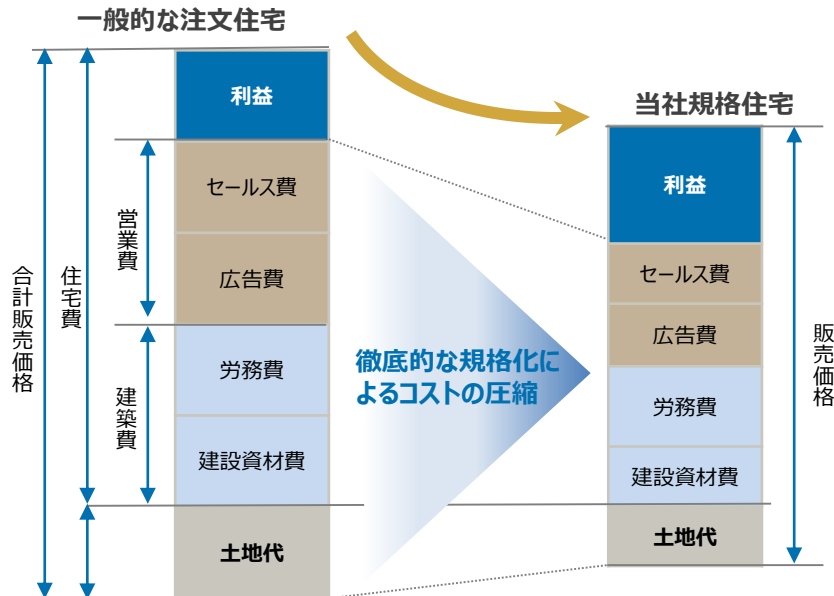 一般的な注文住宅
当社規格住宅
合計販売価格
住宅費
営業費
建築費
利益
セールス費
広告費
労務費
建設資材費
土地代
徹底的な規格化に
よるコストの圧縮
利益
セールス費
広告費
労務費
建設資材費
土地代
販売価格